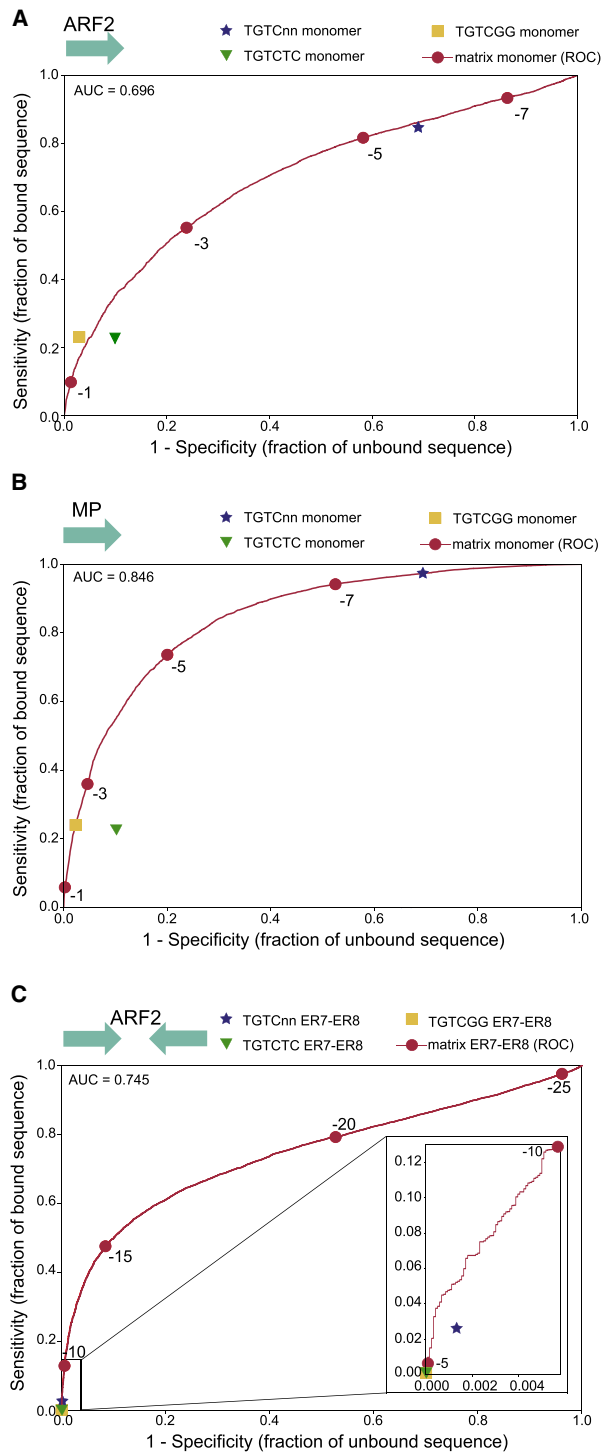 A
ARF2
TGTCnn monomer
TGTCGG monomer
TGTCTC monomer
matrix monomer (ROC)
1.0
AUC = 0.696
-7
-5
0.8
0.6
-3
0.4
0.2
-1
0.0
0.0 0.2 0.4 0.6 0.8 1.0
Sensitivity (fraction of bound sequence)
1 - Specificity (fraction of unbound sequence)
B
MP
TGTCnn monomer
TGTCGG monomer
TGTCTC monomer
matrix monomer (ROC)
1.0
AUC = 0.846
-7
0.8
-5
0.6
0.4
-3
0.2
-1
0.0
0.0 0.2 0.4 0.6 0.8 1.0
Sensitivity (fraction of bound sequence)
1 - Specificity (fraction of unbound sequence)
C
ARF2
TGTCnn ER7-ER8
TGTCGG ER7-ER8
TGTCTC ER7-ER8
matrix ER7-ER8 (ROC)
1.0
AUC = 0.745
-25
-20
0.8
0.6
-15
0.4
0.2
-10
0.0
0.0 0.2 0.4 0.6 0.8 1.0
Sensitivity (fraction of bound sequence)
1 - Specificity (fraction of unbound sequence)
-10
0.12
0.10
0.08
0.06
0.04
0.02
-5
0.00
0.000 0.002 0.004